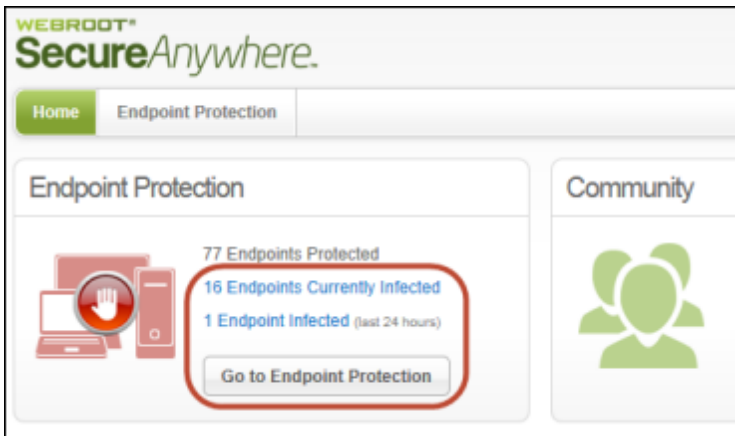 WEBROOT®
SecureAnywhere™
Home
Endpoint Protection
Endpoint Protection
77 Endpoints Protected
16 Endpoints Currently Infected
1 Endpoint Infected (last 24 hours)
Go to Endpoint Protection
Community